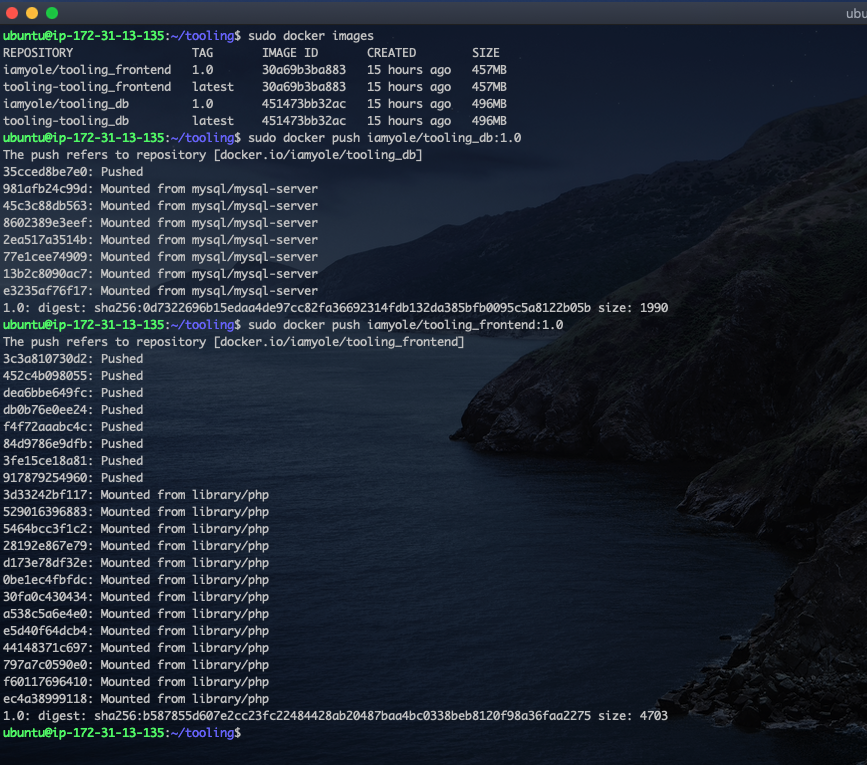 ubu
ubuntu@ip-172-31-13-135:~/tooling$ sudo docker images
REPOSITORY TAG IMAGE ID CREATED SIZE
iamyole/tooling_frontend 1.0 30a69b3ba883 15 hours ago 457MB
tooling-tooling_frontend latest 30a69b3ba883 15 hours ago 457MB
iamyole/tooling_db 1.0 451473bb32ac 15 hours ago 496MB
tooling-tooling_db latest 451473bb32ac 15 hours ago 496MB
ubuntu@ip-172-31-13-135:~/tooling$ sudo docker push iamyole/tooling_db:1.0
The push refers to repository [docker.io/iamyole/tooling_db]
35cced8be7e0: Pushed
981afb24c99d: Mounted from mysql/mysql-server
45c3c88db563: Mounted from mysql/mysql-server
8602389e3eef: Mounted from mysql/mysql-server
2ea517a3514b: Mounted from mysql/mysql-server
77e1cee74909: Mounted from mysql/mysql-server
13b2c8090ac7: Mounted from mysql/mysql-server
e3235af76f17: Mounted from mysql/mysql-server
1.0: digest: sha256:0d7322696b15edaa4de97cc82fa36692314fdb132da385bfb0095c5a8122b05b size: 1990
ubuntu@ip-172-31-13-135:~/tooling$ sudo docker push iamyole/tooling_frontend:1.0
The push refers to repository [docker.io/iamyole/tooling_frontend]
3c3a810730d2: Pushed
452c4b098055: Pushed
dea6bbe649fc: Pushed
db0b76e0ee24: Pushed
f4f72aaabc4c: Pushed
84d9786e9dfb: Pushed
3fe15ce18a81: Pushed
917879254960: Pushed
3d33242bf117: Mounted from library/php
529016396883: Mounted from library/php
5464bcc3f1c2: Mounted from library/php
28192e867e79: Mounted from library/php
d173e78df32e: Mounted from library/php
0be1ec4fbfdc: Mounted from library/php
30fa0c430434: Mounted from library/php
a538c5a6e4e0: Mounted from library/php
e5d40f64dcb4: Mounted from library/php
44148371c697: Mounted from library/php
797a7c0590e0: Mounted from library/php
f60117696410: Mounted from library/php
ec4a38999118: Mounted from library/php
1.0: digest: sha256:b587855d607e2cc23fc22484428ab20487baa4bc0338beb8120f98a36faa2275 size: 4703
ubuntu@ip-172-31-13-135:~/tooling$